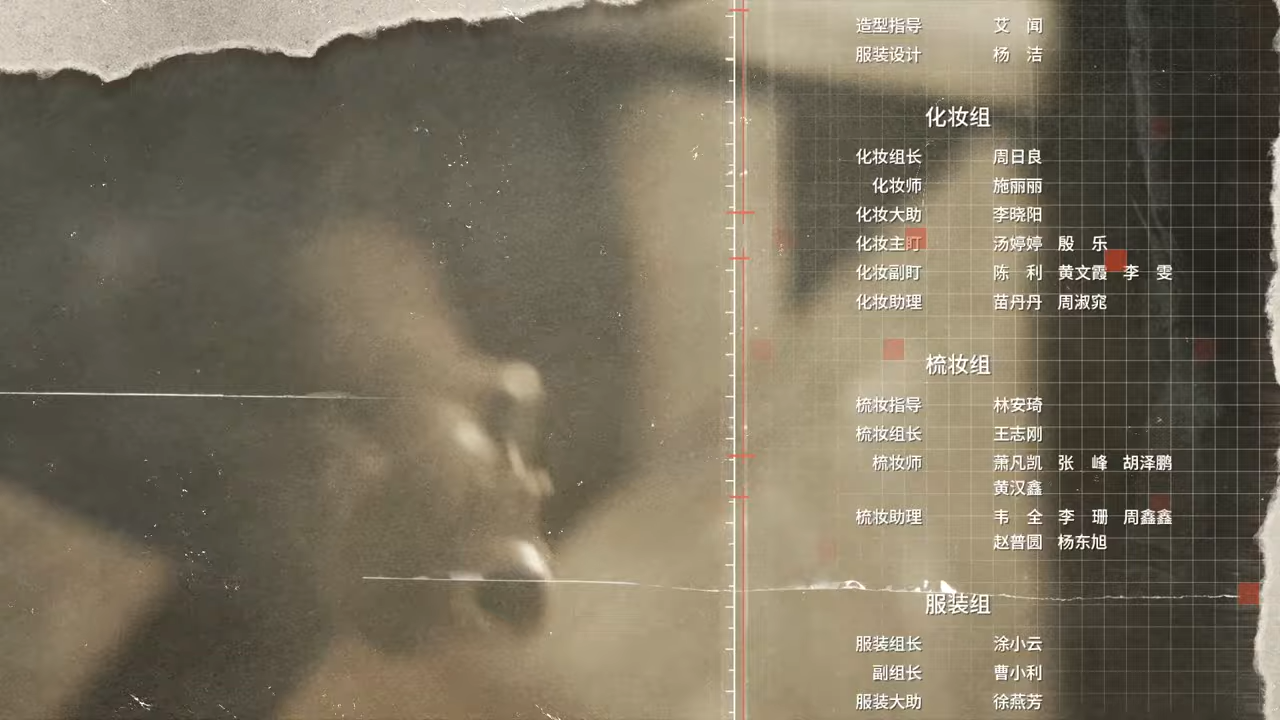 造型指导 艾 闻
服装设计 杨 洁
化妆组
化妆组长 周日良
化妆师 施丽丽
化妆大助 李晓阳
化妆主盯 汤婷婷 殷 乐
化妆副盯 陈 利 黄文霞 李 雯
化妆助理 苗丹丹 周淑窕
梳妆组
梳妆指导 林安琦
梳妆组长 王志刚
梳妆师 萧凡凯 张 峰 胡泽鹏
黄汉鑫
梳妆助理 韦 全 李 珊 周鑫鑫
赵普圆 杨东旭
服装组
服装组长 涂小云
副组长 曹小利
服装大助 徐燕芳